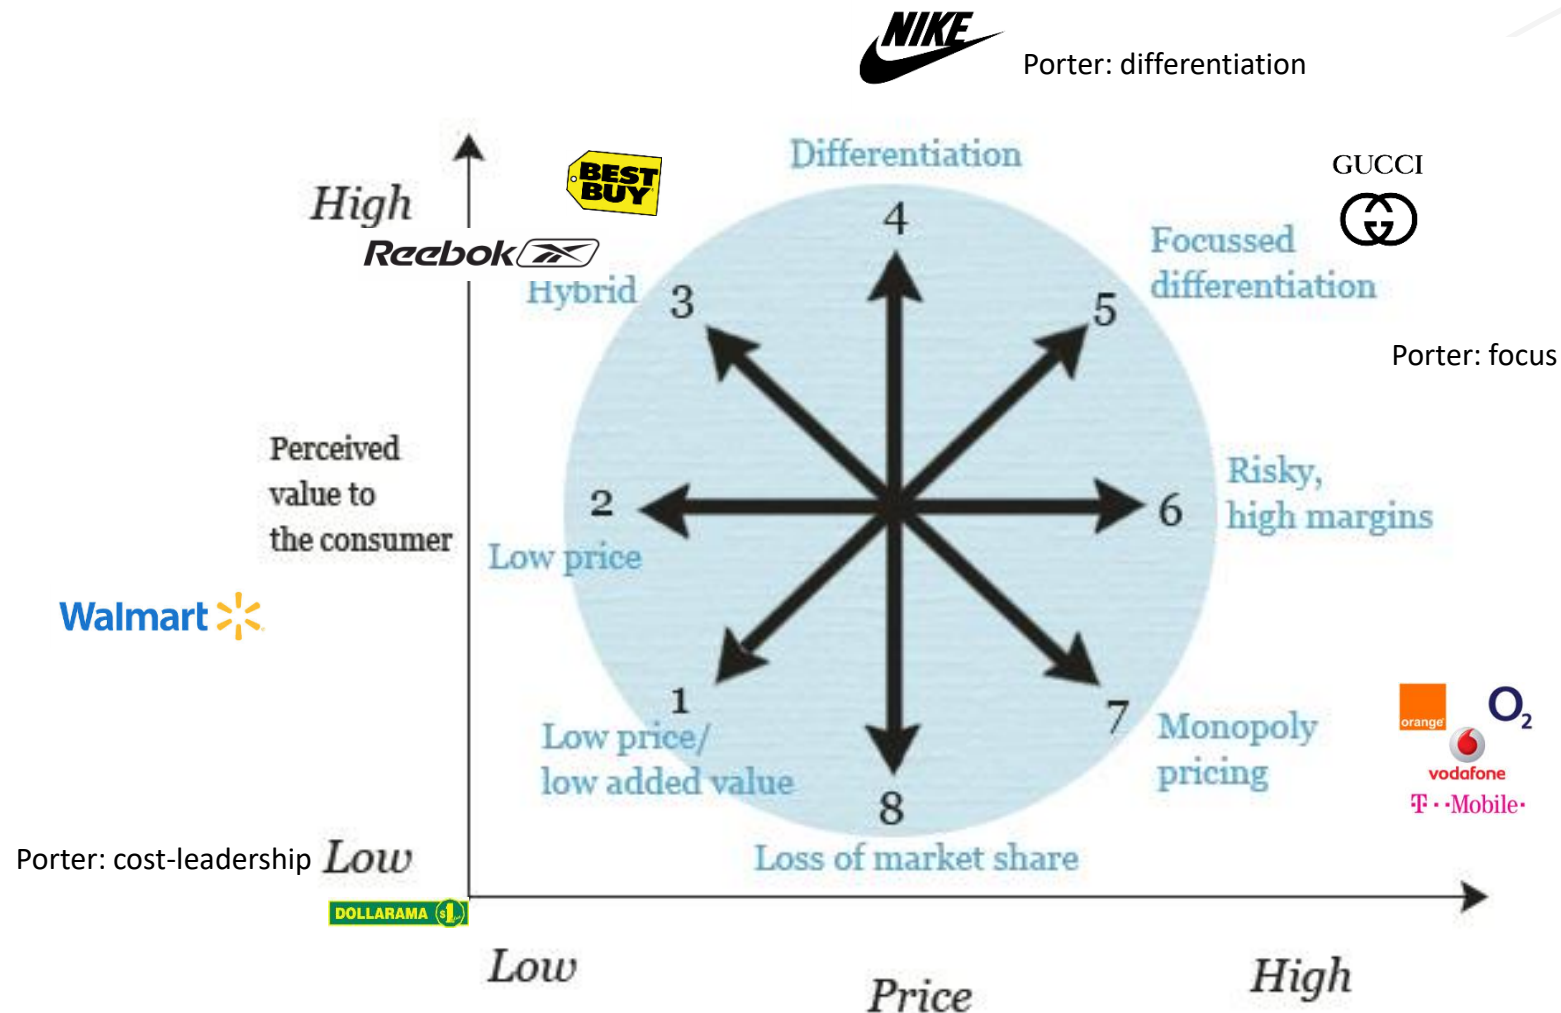 NIKE
Porter: differentiation
Differentiation
BEST
BUY
GUCCI
High
4
Focussed
differentiation
Reebok
Hybrid
3
5
Porter: focus
Perceived
value to
the consumer
2
Low price
6
Risky,
high margins
Walmart
1
Low price/
low added value
7
Monopoly
pricing
orange
O2
vodafone
T··Mobile·
8
Loss of market share
Porter: cost-leadership
Low
DOLLARAMA $1
Low
Price
High